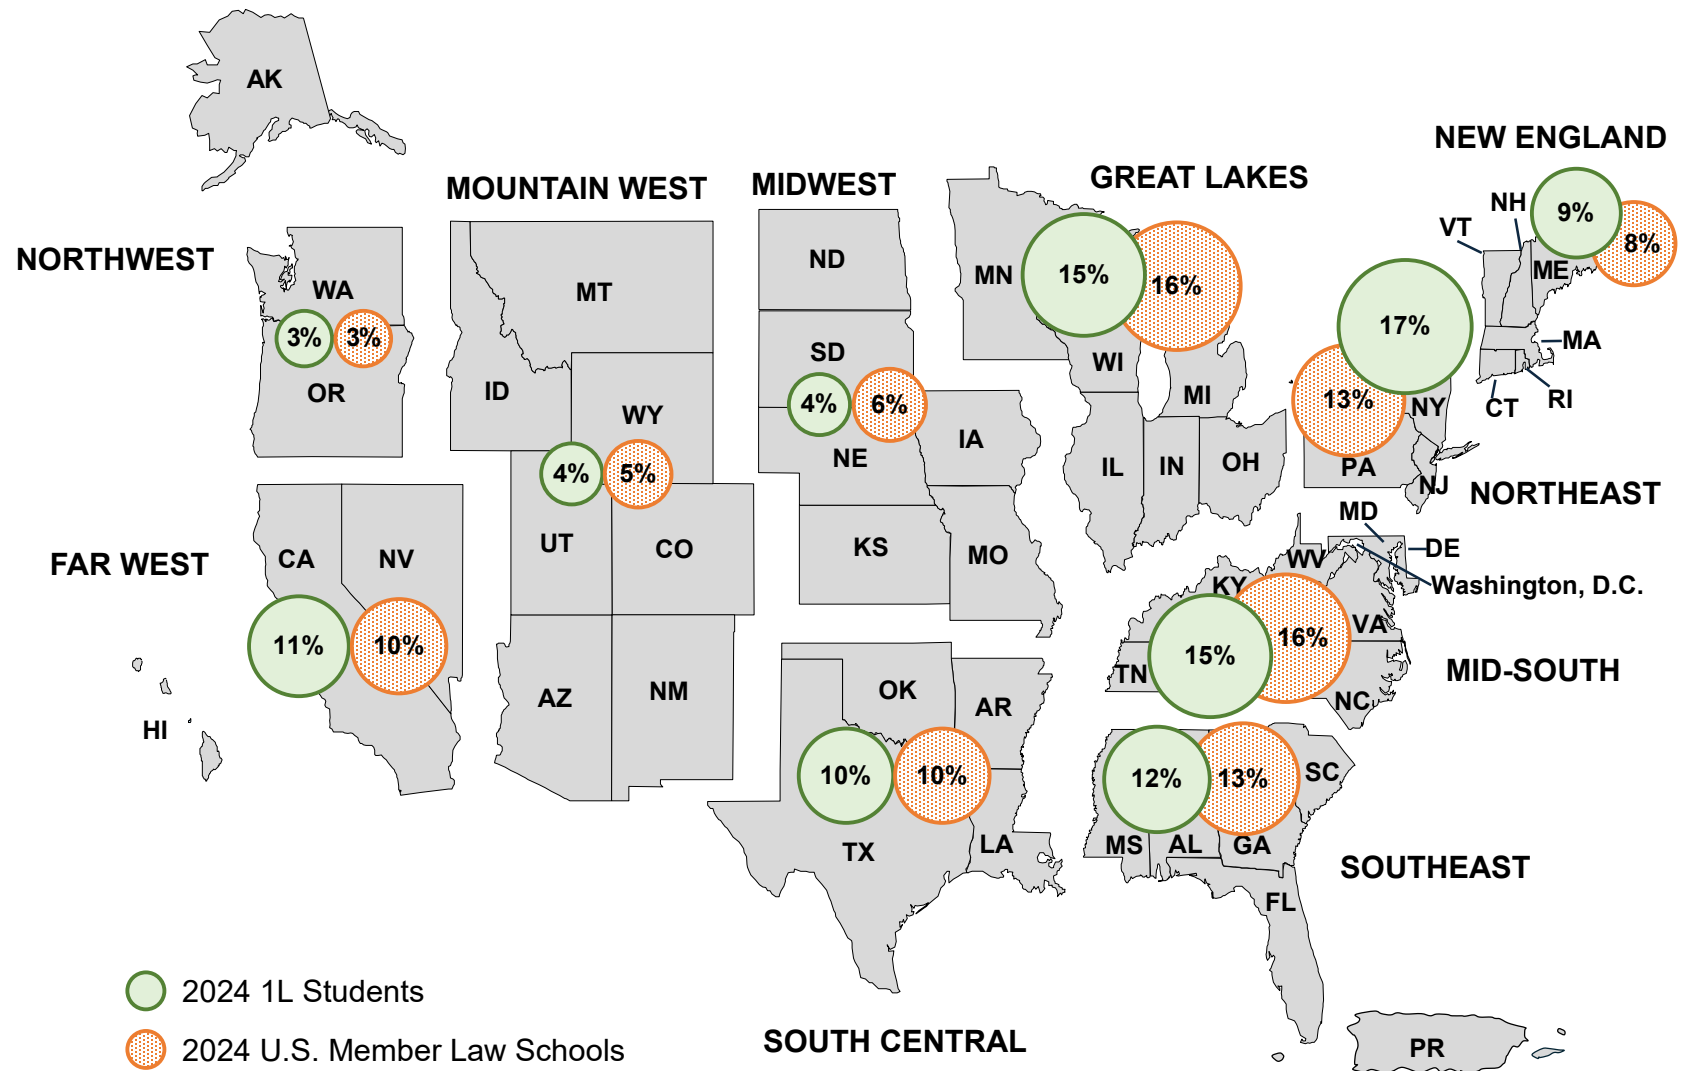 AK
NEW ENGLAND
GREAT LAKES
MIDWEST
MOUNTAIN WEST
NORTHWEST
NH
VT
9%
8%
ME
ND
MN
15%
16%
WA
MT
17%
3%
3%
MA
SD
WI
OR
ID
WY
4%
6%
MI
13%
NY
CT
RI
IA
NE
4%
5%
IL
IN
OH
PA
NJ
NORTHEAST
MD
DE
UT
CO
KS
MO
FAR WEST
CA
NV
WV
KY
Washington, D.C.
VA
11%
10%
15%
16%
MID-SOUTH
TN
NC
AZ
NM
OK
AR
HI
10%
10%
12%
13%
SC
TX
LA
MS
AL
GA
SOUTHEAST
FL
2024 1L Students
2024 U.S. Member Law Schools
SOUTH CENTRAL
PR